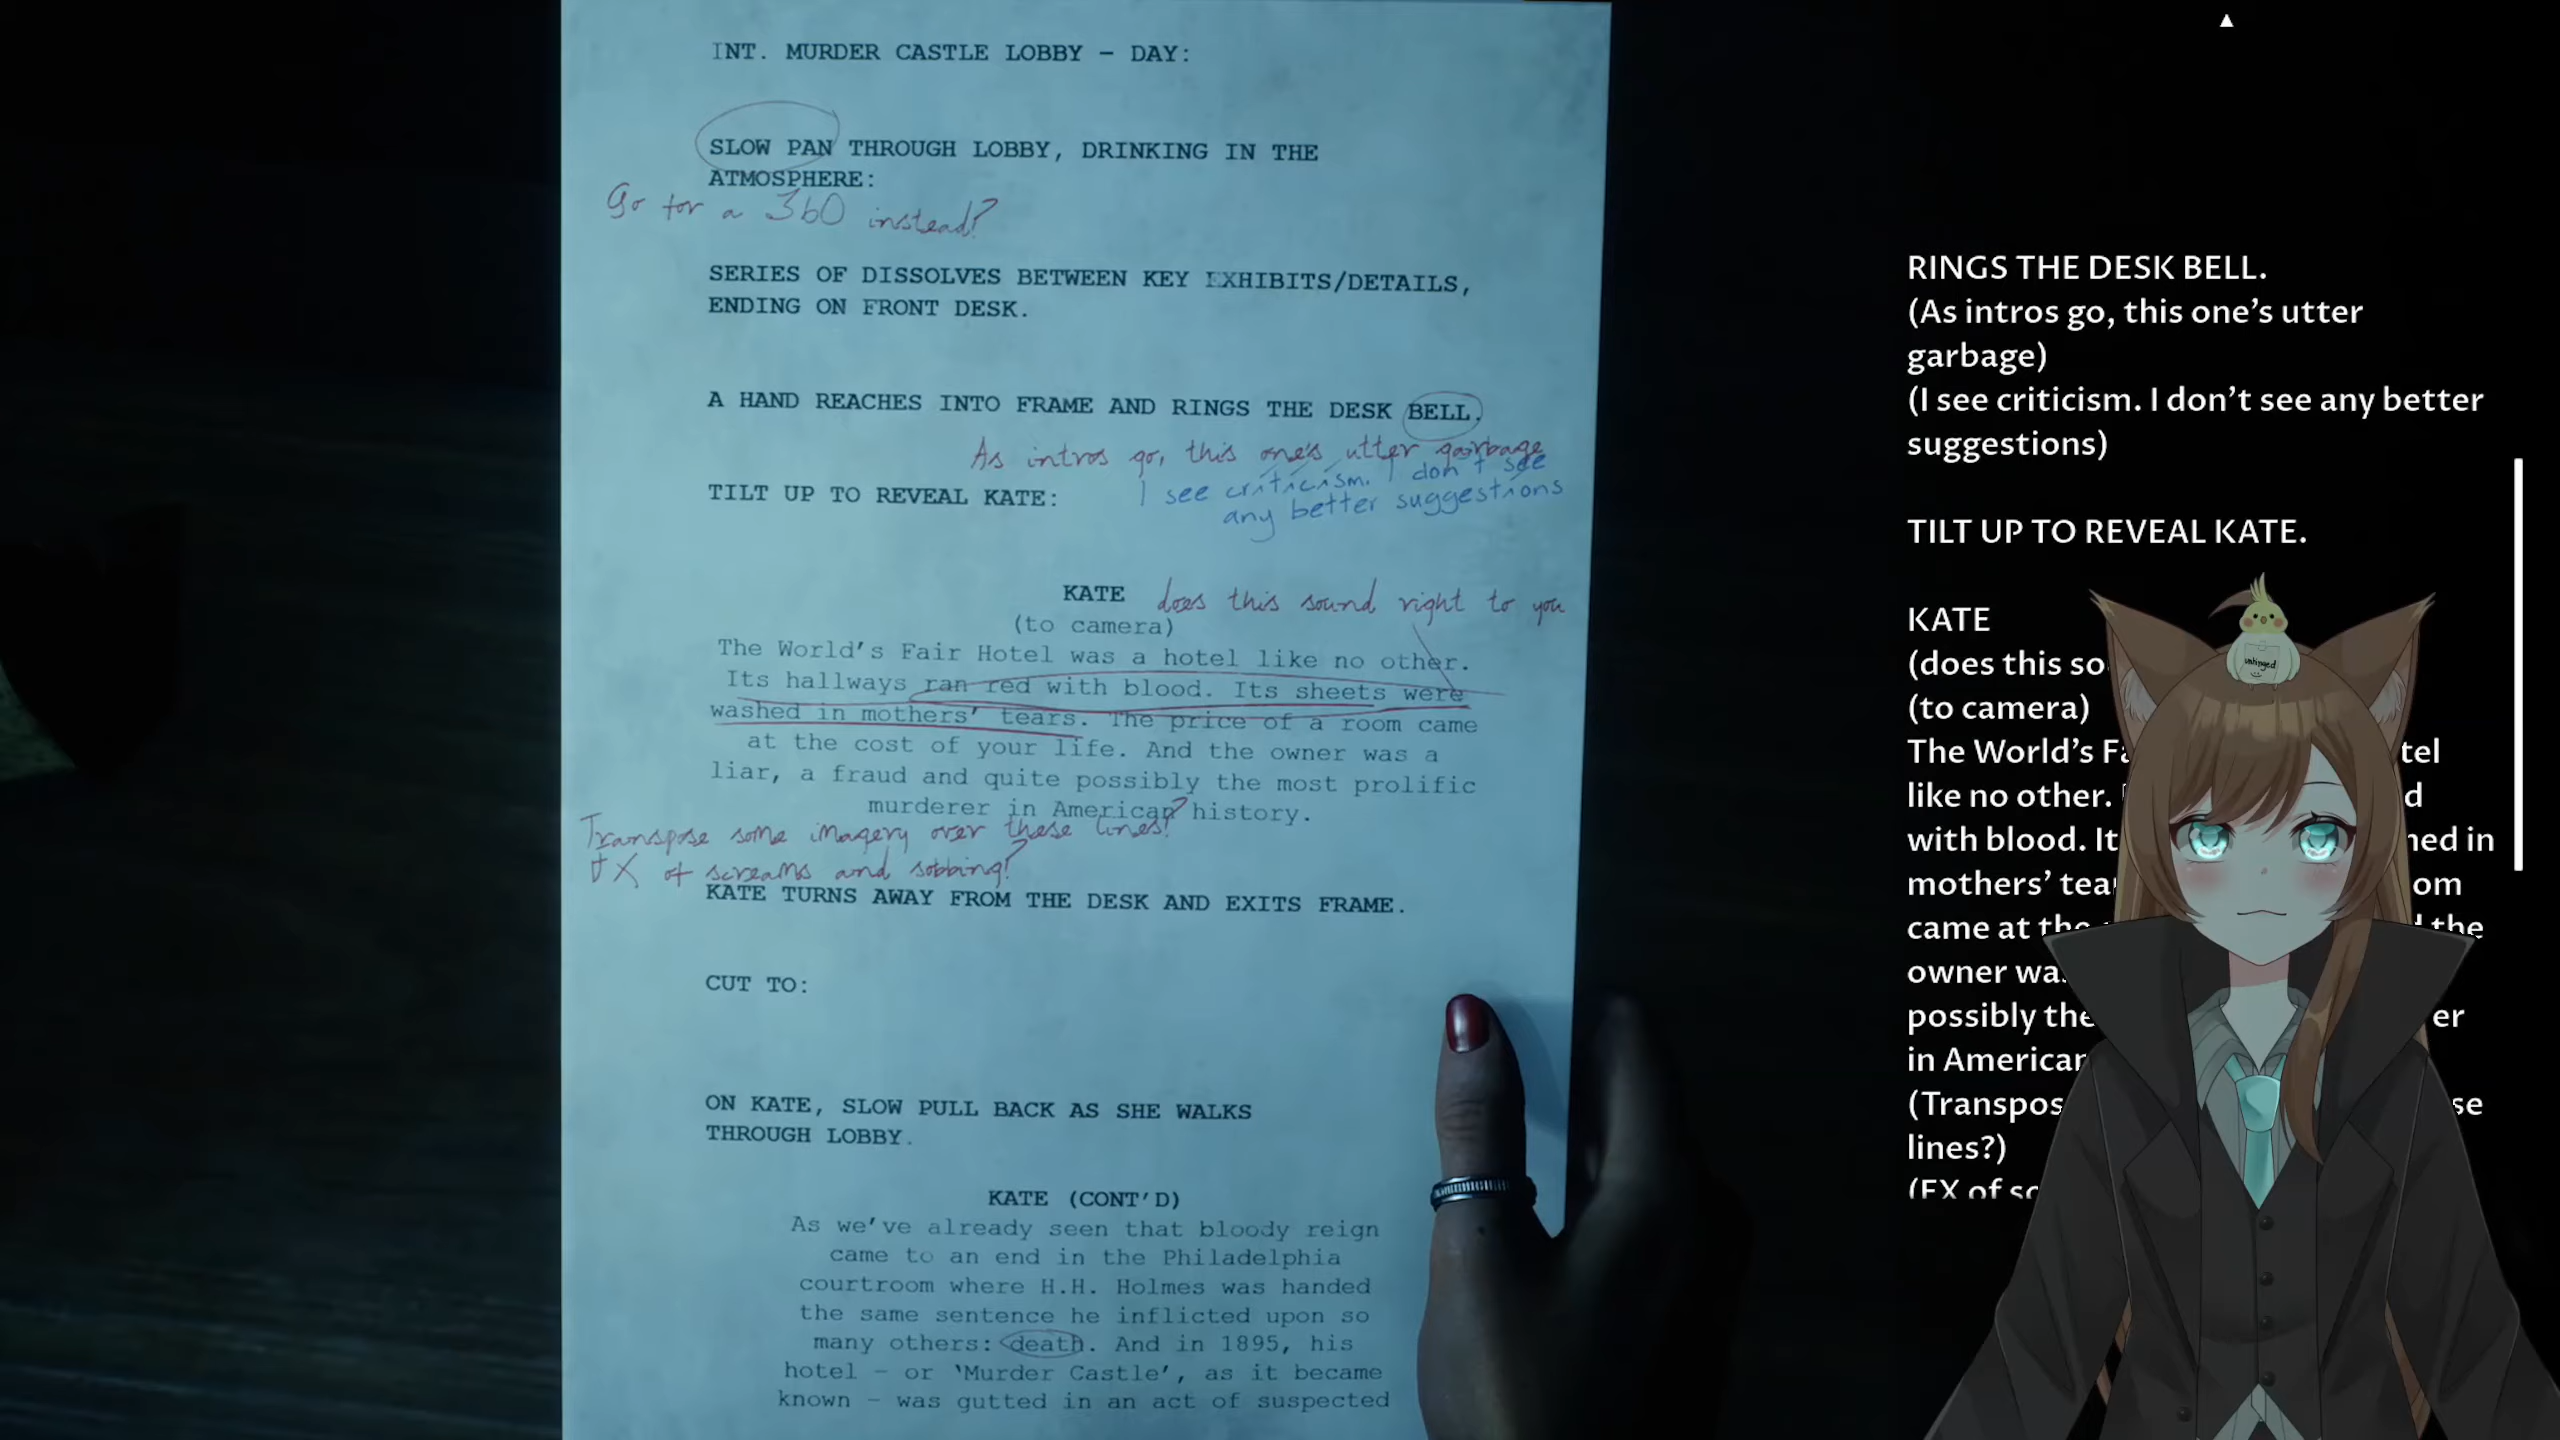 INT. MURDER CASTLE LOBBY – DAY:
SLOW PAN THROUGH LOBBY, DRINKING IN THE
ATMOSPHERE:
Go for a 360 instead?
SERIES OF DISSOLVES BETWEEN KEY EXHIBITS/DETAILS,
ENDING ON FRONT DESK.
A HAND REACHES INTO FRAME AND RINGS THE DESK BELL.
As intros go, this one's utter garbage
I see criticism. I don't see
any better suggestions
TILT UP TO REVEAL KATE:
KATE does this sound right to you
(to camera)
The World's Fair Hotel was a hotel like no other.
Its hallways ran red with blood. Its sheets were
washed in mothers' tears. The price of a room came
at the cost of your life. And the owner was a
liar, a fraud and quite possibly the most prolific
murderer in American history.
Transpose some imagery over these lines?
FX of screams and sobbing?
KATE TURNS AWAY FROM THE DESK AND EXITS FRAME.
CUT TO:
ON KATE, SLOW PULL BACK AS SHE WALKS
THROUGH LOBBY.
KATE (CONT'D)
As we've already seen that bloody reign
came to an end in the Philadelphia
courtroom where H.H. Holmes was handed
the same sentence he inflicted upon so
many others: death. And in 1895, his
hotel – or 'Murder Castle', as it became
known – was gutted in an act of suspected
RINGS THE DESK BELL.
(As intros go, this one's utter
garbage)
(I see criticism. I don't see any better
suggestions)
TILT UP TO REVEAL KATE.
KATE
(does this so
(to camera)
The World's Fa tel
like no other. d
with blood. It hed in
mothers' tea om
came at the the
owner wa
possibly the er
in American
(Transpos se
lines?)
(FX of sc
unhinged